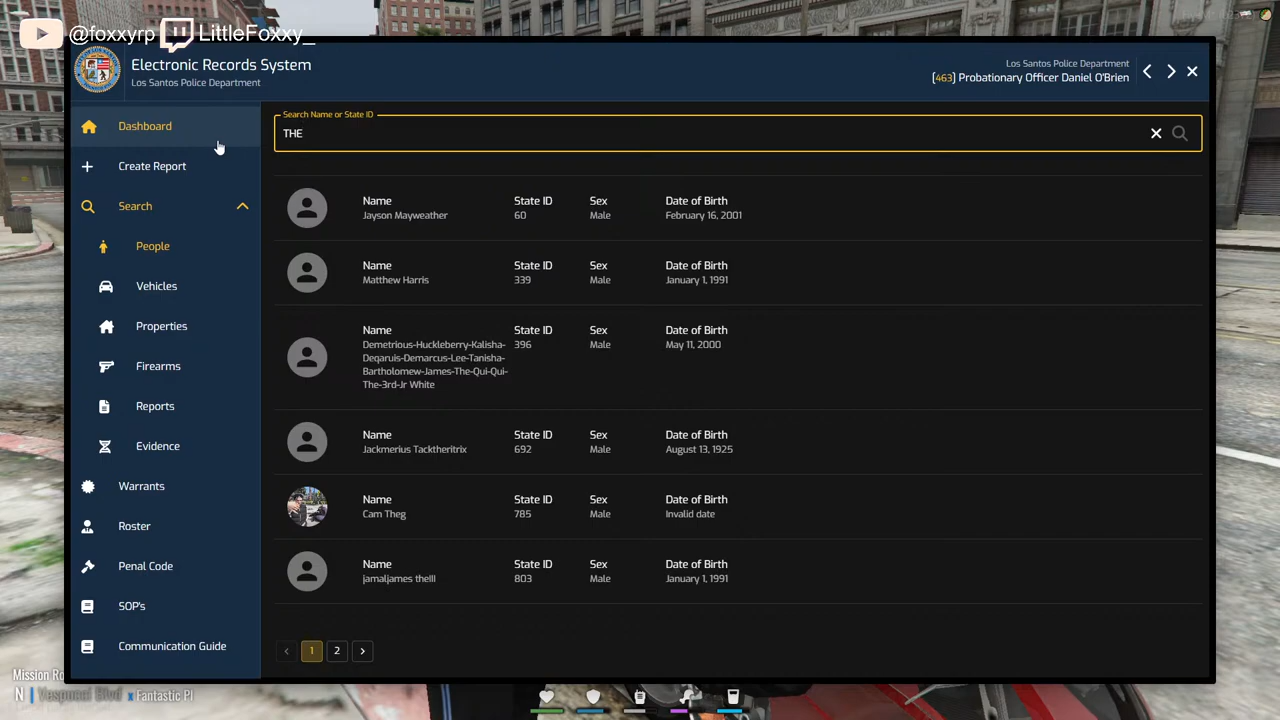 @foxxyrp LittleFoxxy_
Electronic Records System
Los Santos Police Department
Los Santos Police Department
[463] Probationary Officer Daniel O'Brien
Dashboard
Create Report
Search
People
Vehicles
Properties
Firearms
Reports
Evidence
Warrants
Roster
Penal Code
SOP's
Communication Guide
Search Name or State ID
THE
Name State ID Sex Date of Birth
Jayson Mayweather 60 Male February 16, 2001
Name State ID Sex Date of Birth
Matthew Harris 339 Male January 1, 1991
Name State ID Sex Date of Birth
Demetrious-Huckleberry-Kalisha- 396 Male May 11, 2000
Deqaruis-Demarcus-Lee-Tanisha-
Bartholomew-James-The-Qui-Qui-
The-3rd-Jr White
Name State ID Sex Date of Birth
Jackmerius Tacktheritrix 692 Male August 13, 1925
Name State ID Sex Date of Birth
Cam Theg 785 Male Invalid date
Name State ID Sex Date of Birth
jamaljames theIII 803 Male January 1, 1991
1 2
Mission Ro
N | Vespucci Blvd x Fantastic Pl